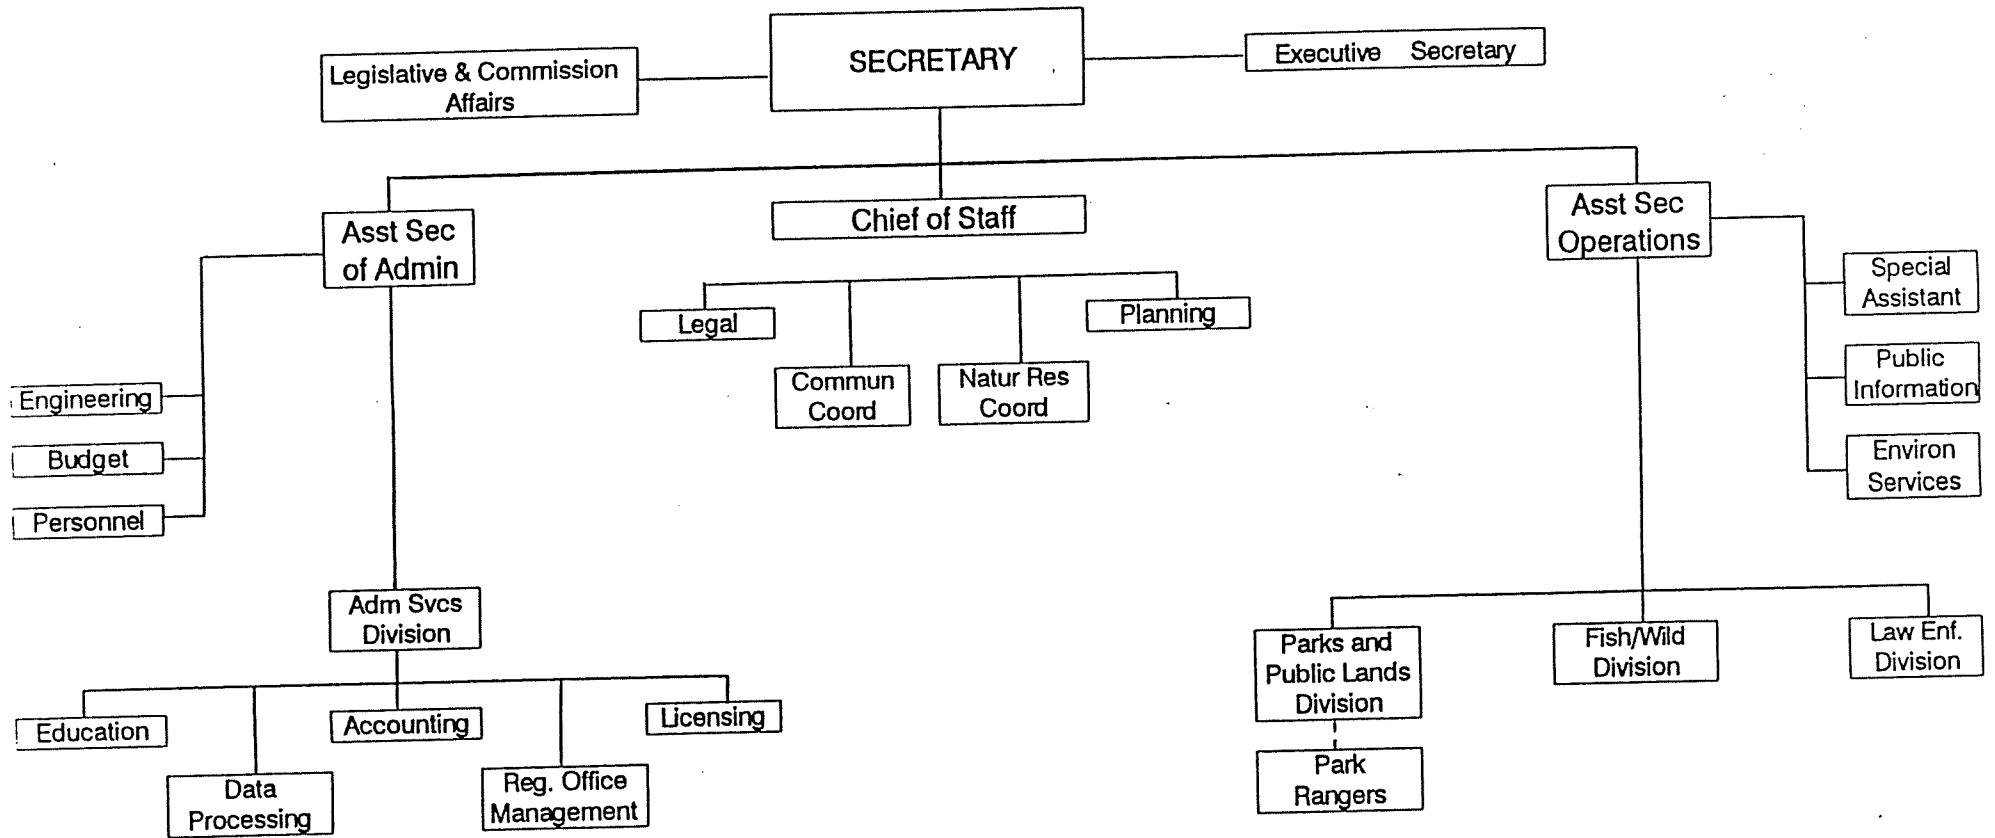 SECRETARY
Legislative & Commission
Affairs
Executive Secretary
Asst Sec
of Admin
Chief of Staff
Asst Sec
Operations
Special
Assistant
Public
Information
Environ
Services
Legal
Planning
Commun
Coord
Natur Res
Coord
Engineering
Budget
Personnel
Adm Svcs
Division
Education
Accounting
Licensing
Data
Processing
Reg. Office
Management
Parks and
Public Lands
Division
Fish/Wild
Division
Law Enf.
Division
Park
Rangers